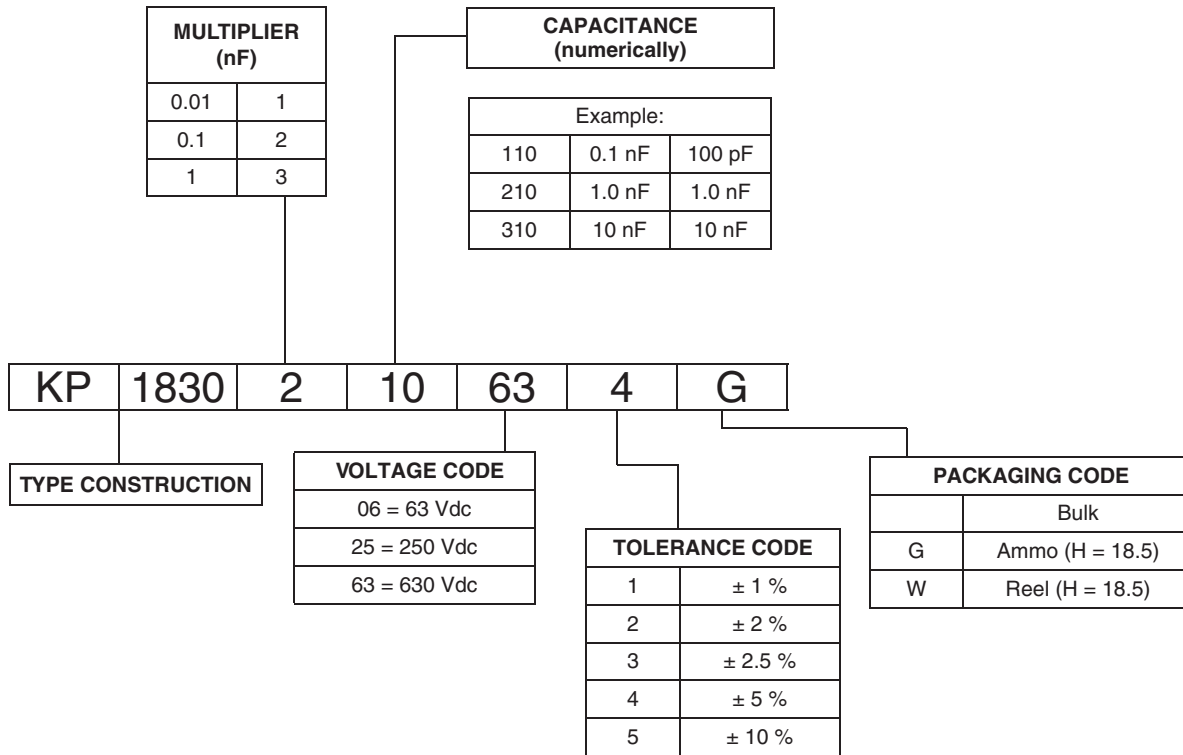 MULTIPLIER
(nF)
0.01 1
0.1 2
1 3
CAPACITANCE
(numerically)
Example:
110 0.1 nF 100 pF
210 1.0 nF 1.0 nF
310 10 nF 10 nF
KP 1830 2 10 63 4 G
TYPE CONSTRUCTION
VOLTAGE CODE
06 = 63 Vdc
25 = 250 Vdc
63 = 630 Vdc
TOLERANCE CODE
1 ± 1 %
2 ± 2 %
3 ± 2.5 %
4 ± 5 %
5 ± 10 %
PACKAGING CODE
Bulk
G Ammo (H = 18.5)
W Reel (H = 18.5)